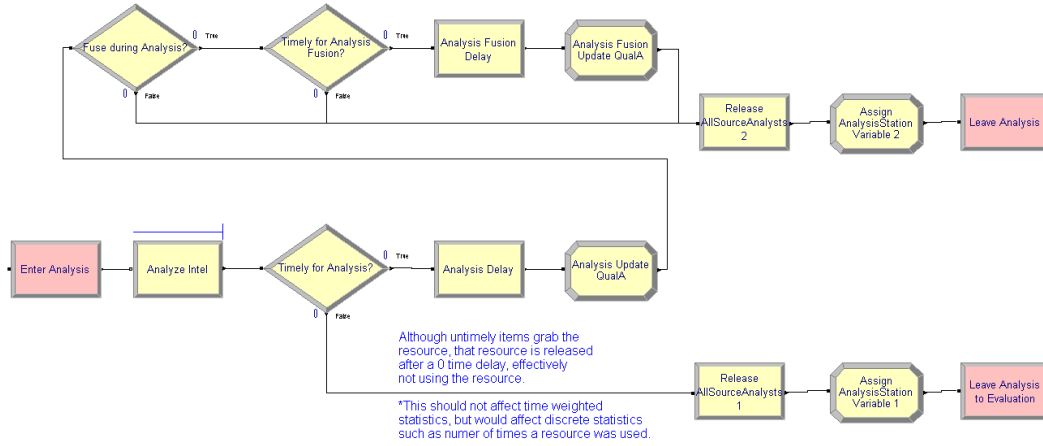 0 True
0 True
Fuse during Analysis?
Timely for Analysis
Fusion?
Analysis Fusion
Delay
Analysis Fusion
Update QualA
0 False
0 False
Release
AllSourceAnalysts
2
Assign
AnalysisStation
Variable 2
Leave Analysis
0 True
Enter Analysis
Analyze Intel
Timely for Analysis?
Analysis Delay
Analysis Update
QualA
0 False
Although untimely items grab the
resource, that resource is released
after a 0 time delay, effectively
not using the resource.
*This should not affect time weighted
statistics, but would affect discrete statistics
such as numer of times a resource was used.
Release
AllSourceAnalysts
1
Assign
AnalysisStation
Variable 1
Leave Analysis
to Evaluation